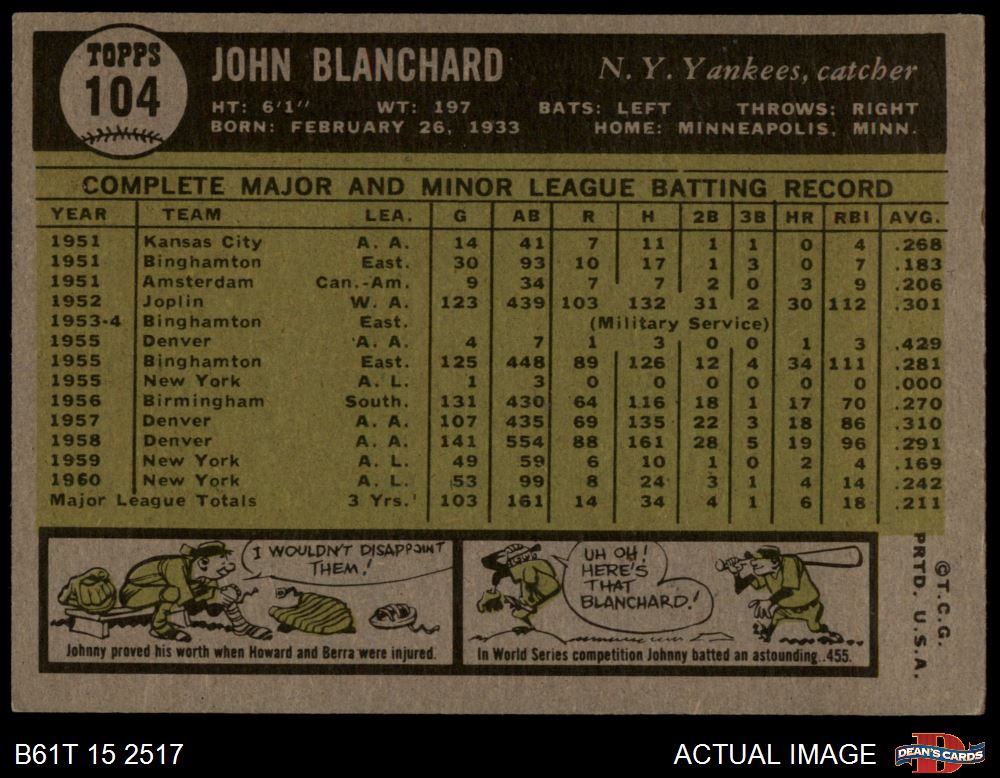 TOPPS
104
JOHN BLANCHARD N. Y. Yankees, catcher
HT: 6'1" WT: 197 BATS: LEFT THROWS: RIGHT
BORN: FEBRUARY 26, 1933 HOME: MINNEAPOLIS, MINN.
COMPLETE MAJOR AND MINOR LEAGUE BATTING RECORD
YEAR TEAM LEA. G AB R H 2B 3B HR RBI AVG.
1951 Kansas City A. A. 14 41 7 11 1 1 0 4 .268
1951 Binghamton East. 30 93 10 17 1 3 0 7 .183
1951 Amsterdam Can.-Am. 9 34 7 7 2 0 3 9 .206
1952 Joplin W. A. 123 439 103 132 31 2 30 112 .301
1953-4 Binghamton East. (Military Service)
1955 Denver A. A. 4 7 1 3 0 0 1 3 .429
1955 Binghamton East. 125 448 89 126 12 4 34 111 .281
1955 New York A. L. 1 3 0 0 0 0 0 0 .000
1956 Birmingham South. 131 430 64 116 18 1 17 70 .270
1957 Denver A. A. 107 435 69 135 22 3 18 86 .310
1958 Denver A. A. 141 554 88 161 28 5 19 96 .291
1959 New York A. L. 49 59 6 10 1 0 2 4 .169
1960 New York A. L. 53 99 8 24 3 1 4 14 .242
Major League Totals 3 Yrs. 103 161 14 34 4 1 6 18 .211
I WOULDN'T DISAPPOINT
THEM!
Johnny proved his worth when Howard and Berra were injured.
UH OH!
HERE'S
THAT
BLANCHARD!
In World Series competition Johnny batted an astounding .455.
©T.C.G.
PRTD. U.S.A.
B61T 15 2517 ACTUAL IMAGE DEAN'S CARDS